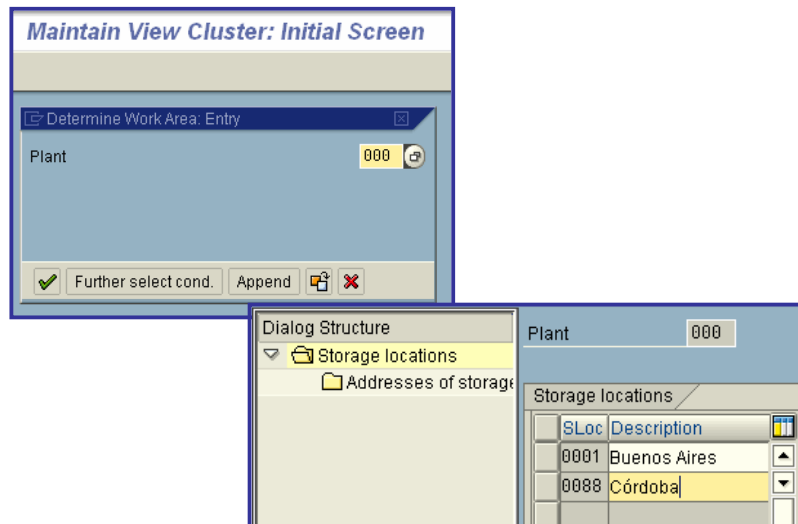 Maintain View Cluster: Initial Screen
Determine Work Area: Entry
Plant 000
Further select cond. Append
Dialog Structure
Storage locations
Addresses of storage
Plant 000
Storage locations
SLoc Description
0001 Buenos Aires
0088 Córdoba